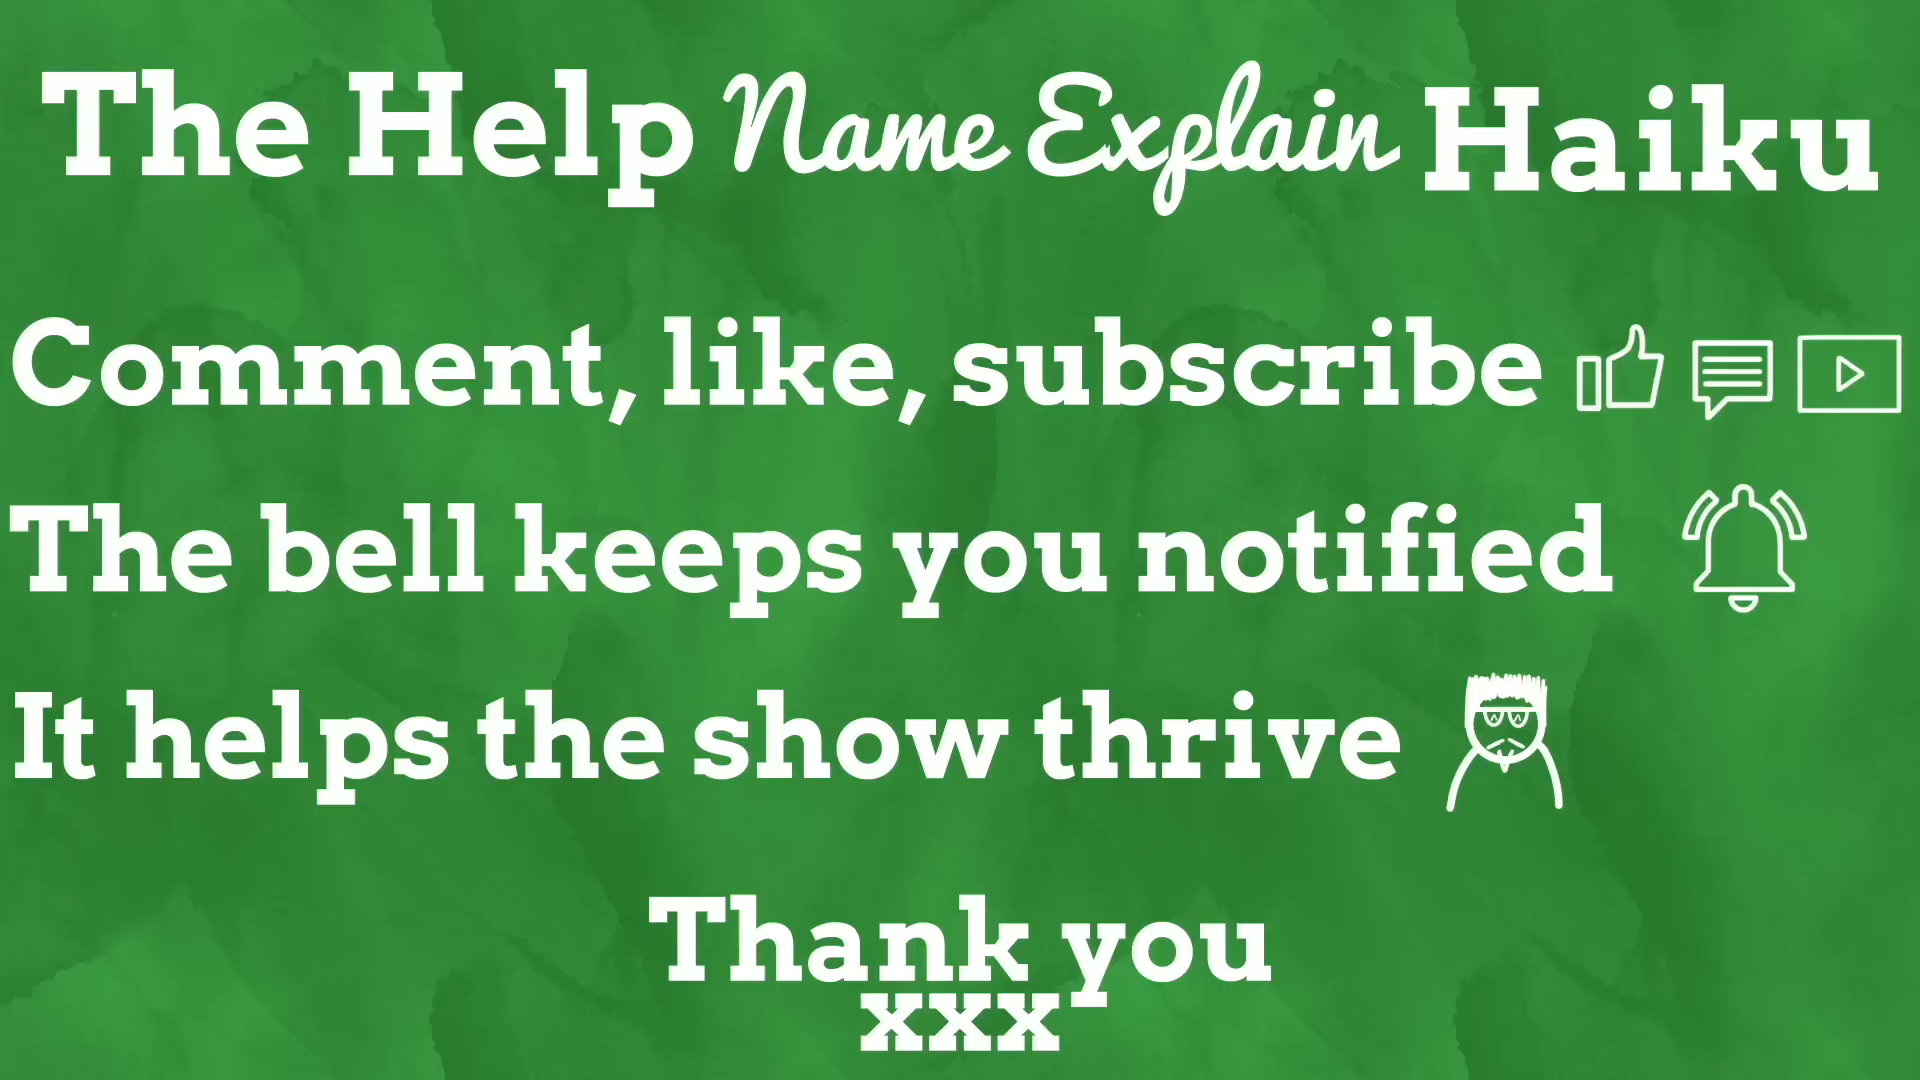 The Help Name Explain Haiku
Comment, like, subscribe
The bell keeps you notified
It helps the show thrive
Thank you
xxx